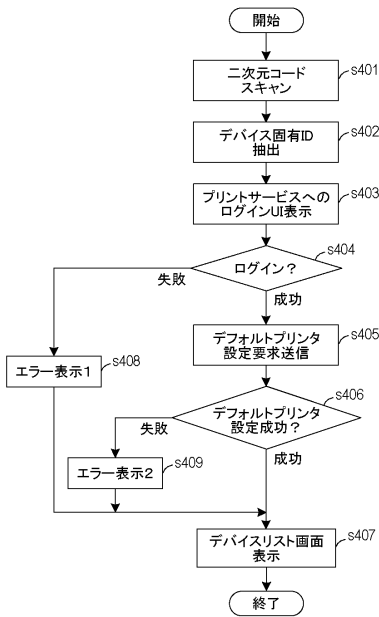 開始
二次元コード
スキャン
s401
デバイス固有ID
抽出
s402
プリントサービスへの
ログインUI表示
s403
ログイン？
s404
失敗
成功
デフォルトプリンタ
設定要求送信
s405
エラー表示１
s408
デフォルトプリンタ
設定成功？
s406
失敗
成功
エラー表示２
s409
デバイスリスト画面
表示
s407
終了